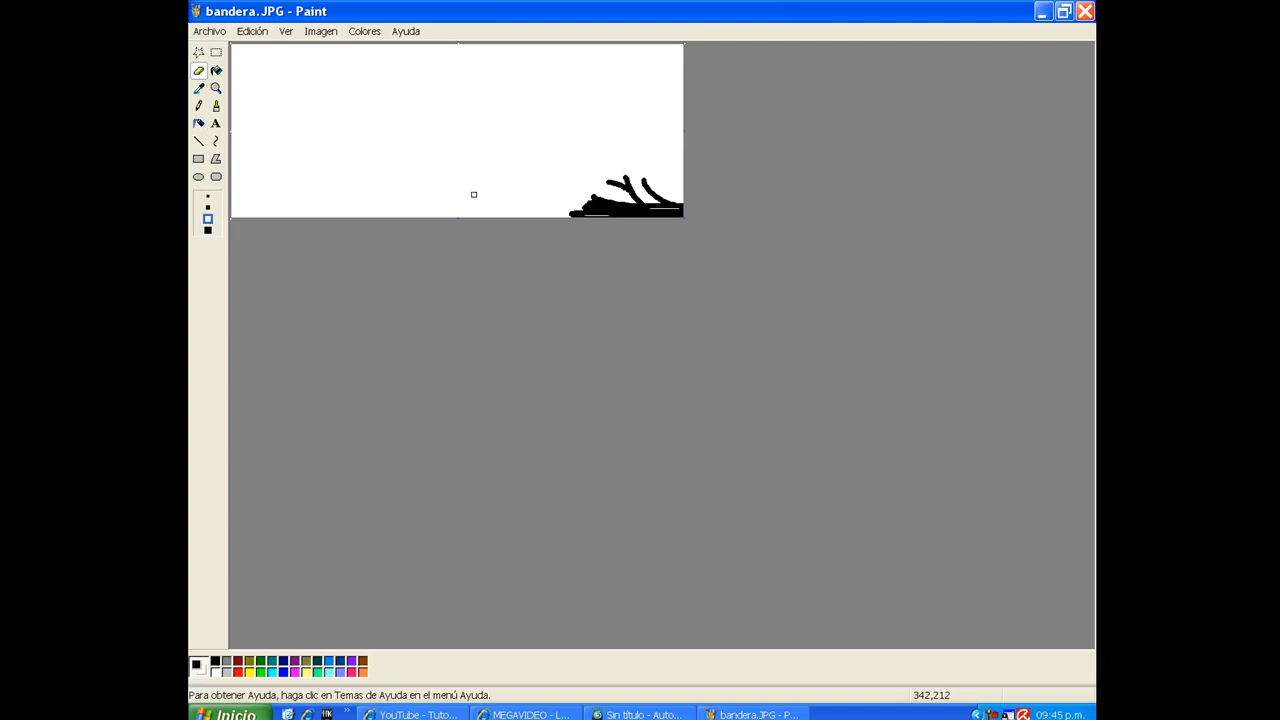 bandera.JPG - Paint
Archivo Edición Ver Imagen Colores Ayuda
A
Para obtener Ayuda, haga clic en Temas de Ayuda en el menú Ayuda. 342,212
Inicio YouTube - Tuto... MEGAVIDEO - L... Sin título - Auto... bandera.JPG - P... 09:45 p.m.